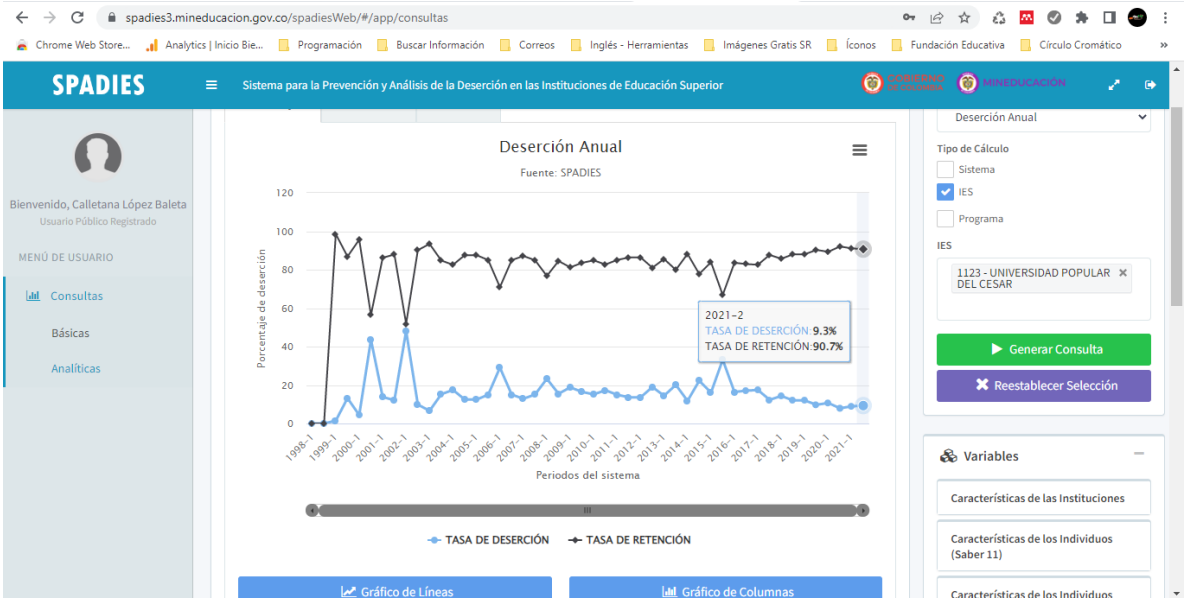 spadies3.mineducacion.gov.co/spadiesWeb/#/app/consultas
Chrome Web Store... Analytics | Inicio Bie... Programación Buscar Información Correos Inglés - Herramientas Imágenes Gratis SR Íconos Fundación Educativa Círculo Cromático »
SPADIES
Sistema para la Prevención y Análisis de la Deserción en las Instituciones de Educación Superior
GOBIERNO
DE COLOMBIA
MINEDUCACIÓN
Bienvenido, Calletana López Baleta
Usuario Público Registrado
MENÚ DE USUARIO
Consultas
Básicas
Analíticas
Deserción Anual
Fuente: SPADIES
Porcentaje de deserción
120
100
80
60
40
20
0
2021-2
TASA DE DESERCIÓN: 9.3%
TASA DE RETENCIÓN: 90.7%
1998-1 1999-1 2000-1 2001-1 2002-1 2003-1 2004-1 2005-1 2006-1 2007-1 2008-1 2009-1 2010-1 2011-1 2012-1 2013-1 2014-1 2015-1 2016-1 2017-1 2018-1 2019-1 2020-1 2021-1
Periodos del sistema
TASA DE DESERCIÓN TASA DE RETENCIÓN
Gráfico de Líneas
Gráfico de Columnas
Deserción Anual
Tipo de Cálculo
Sistema
IES
Programa
IES
1123 - UNIVERSIDAD POPULAR
DEL CESAR
Generar Consulta
Reestablecer Selección
Variables
Características de las Instituciones
Características de los Individuos
(Saber 11)
Características de los Individuos